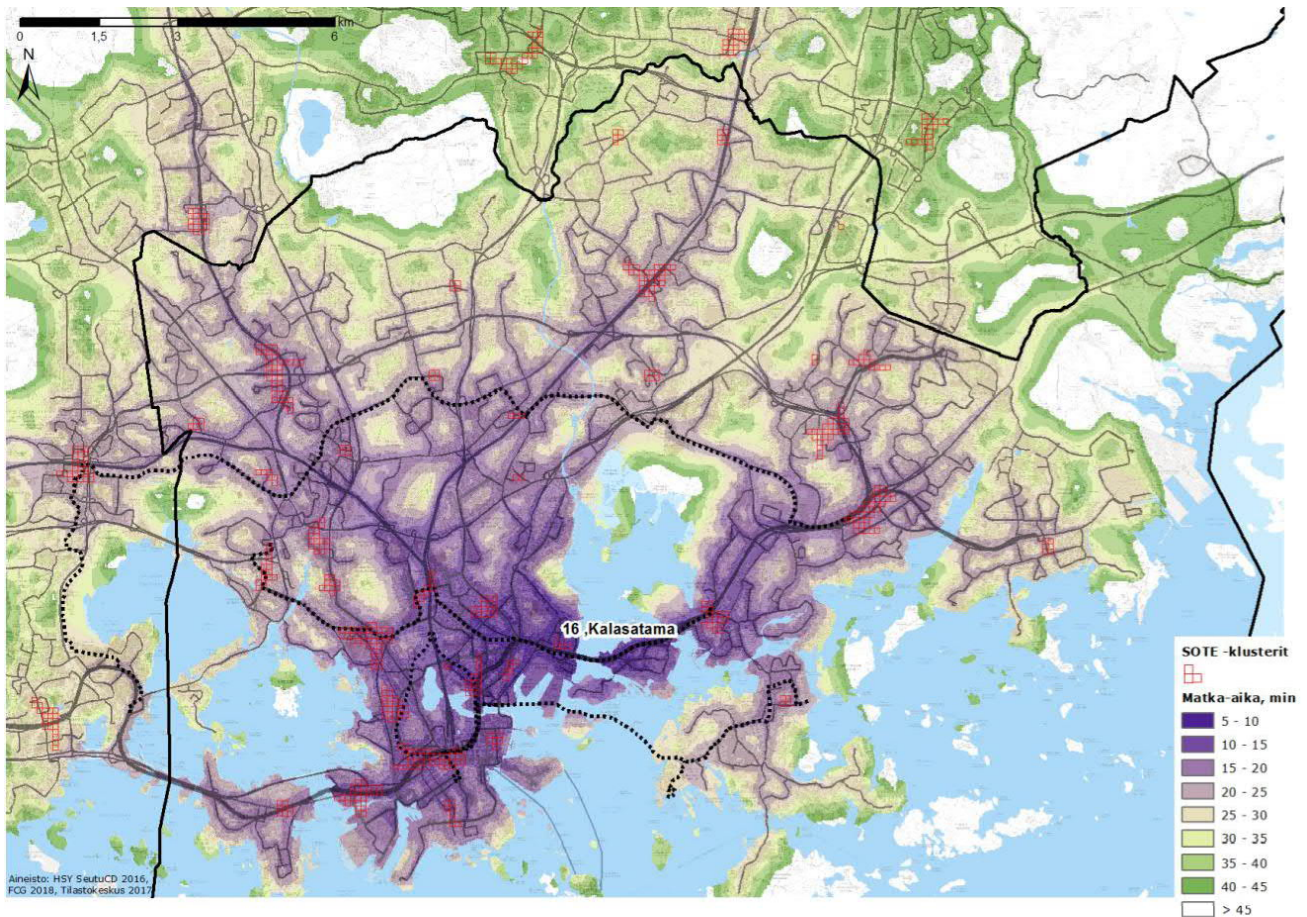 km
0 1,5 3 6
N
16 ,Kalasatama
SOTE -klusterit
Matka-aika, min
5 - 10
10 - 15
15 - 20
20 - 25
25 - 30
30 - 35
35 - 40
40 - 45
> 45
Aineisto: HSY SeutuCD 2016,
FCG 2018, Tilastokeskus 2017